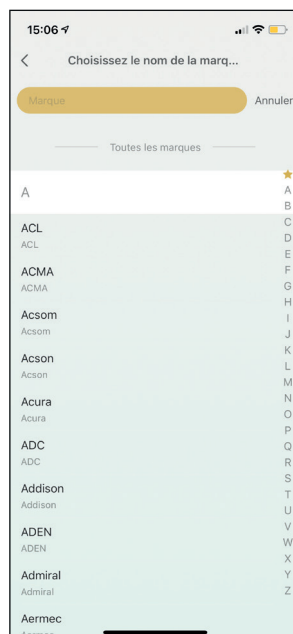 15:06
Choisissez le nom de la marq...
Marque
Annuler
Toutes les marques
A
ACL
ACL
ACMA
ACMA
Acsom
Acsom
Acson
Acson
Acura
Acura
ADC
ADC
Addison
Addison
ADEN
ADEN
Admiral
Admiral
Aermec
A
B
C
D
E
F
G
H
I
J
K
L
M
N
O
P
Q
R
S
T
U
V
W
X
Y
Z